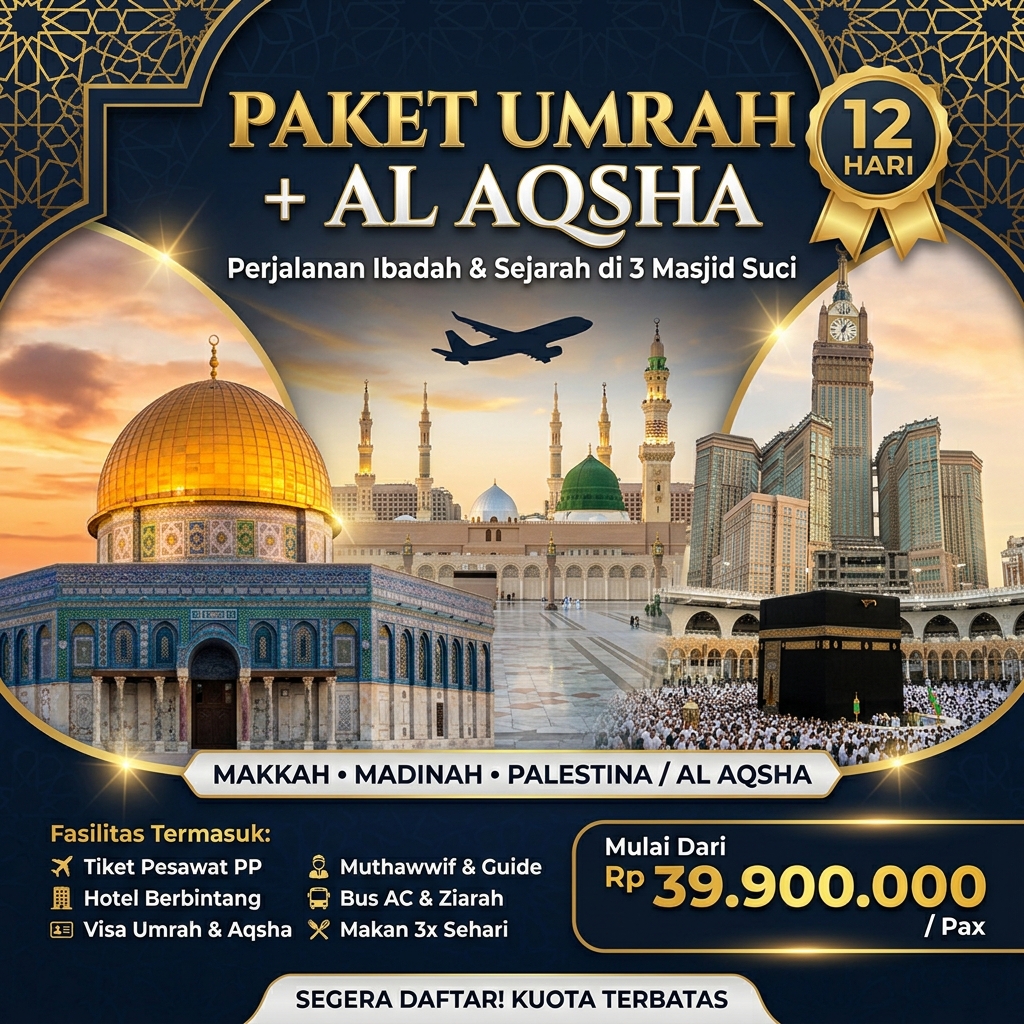 PAKET UMRAH
+ AL AQSHA
12
HARI
Perjalanan Ibadah & Sejarah di 3 Masjid Suci
MAKKAH • MADINAH • PALESTINA / AL AQSHA
Fasilitas Termasuk:
Tiket Pesawat PP
Hotel Berbintang
Visa Umrah & Aqsha
Muthawwif & Guide
Bus AC & Ziarah
Makan 3x Sehari
Mulai Dari
Rp 39.900.000
/ Pax
SEGERA DAFTAR! KUOTA TERBATAS